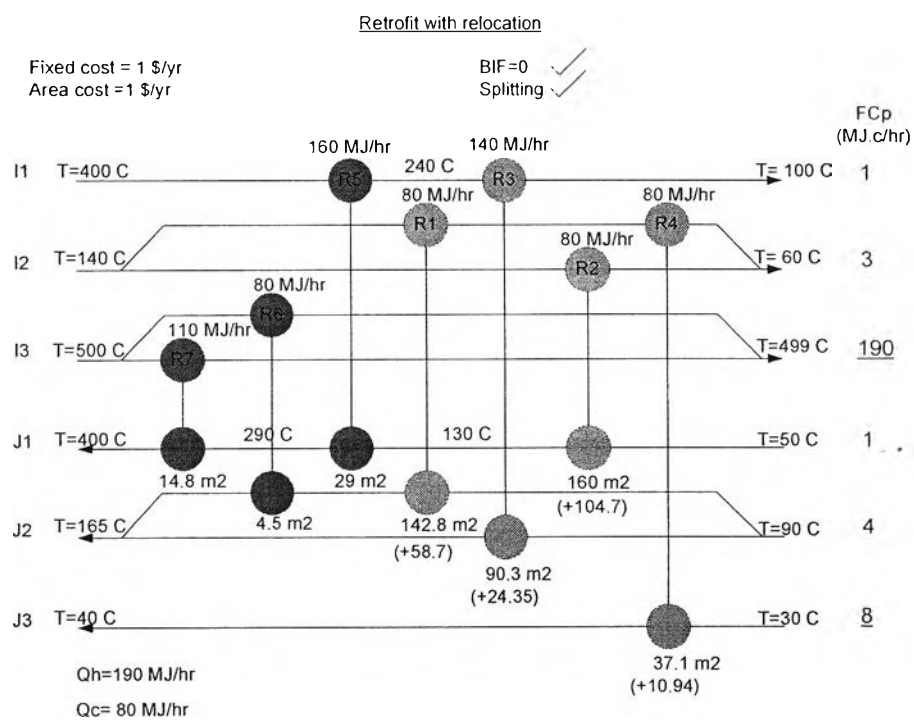 Retrofit with relocation
Fixed cost = 1 $/yr
BIF=0
Area cost =1 $/yr
Splitting
FCp
(MJ.c/hr)
160 MJ/hr
140 MJ/hr
I1
T=400 C
R5
240 C
R3
T= 100 C
1
80 MJ/hr
80 MJ/hr
R1
R4
I2
T=140 C
80 MJ/hr
R2
T= 60 C
3
80 MJ/hr
R6
110 MJ/hr
I3
T=500 C
R7
T=499 C
190
J1
T=400 C
290 C
130 C
T=50 C
1
14.8 m2
29 m2
160 m2
(+104.7)
J2
T=165 C
4.5 m2
142.8 m2
(+58.7)
T=90 C
4
90.3 m2
(+24.35)
J3
T=40 C
T=30 C
8
37.1 m2
(+10.94)
Qh=190 MJ/hr
Qc= 80 MJ/hr